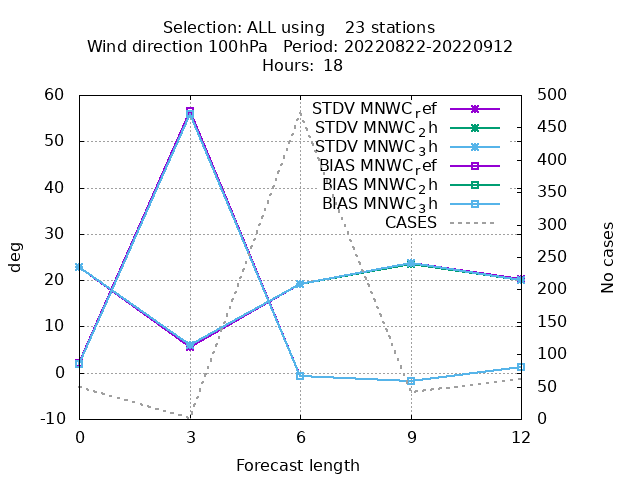 Selection: ALL using    23 stations
Wind direction 100hPa   Period: 20220822-20220912
Hours: 18
60
50
40
30
20
10
0
-10
deg
STDV MNWC_ref
STDV MNWC_2h
STDV MNWC_3h
BIAS MNWC_ref
BIAS MNWC_2h
BIAS MNWC_3h
CASES
500
450
400
350
300
250
200
150
100
50
0
No cases
0 3 6 9 12
Forecast length